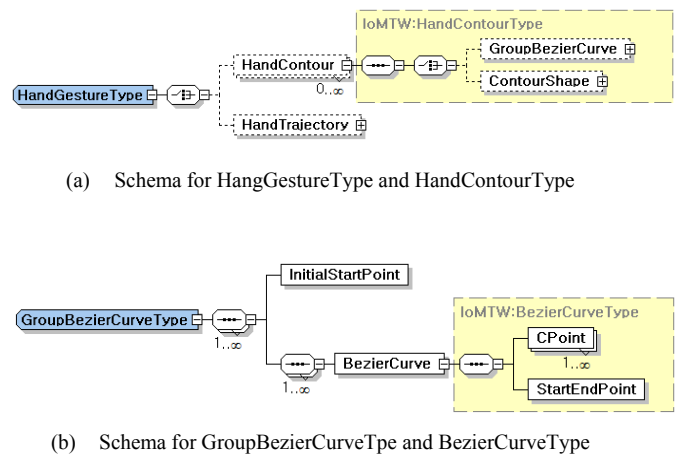 IoMTW:HandContourType
GroupBezierCurve
HandContour
0..∞
ContourShape
HandGestureType
HandTrajectory
(a) Schema for HangGestureType and HandContourType
InitialStartPoint
IoMTW:BezierCurveType
GroupBezierCurveType
1..∞
CPoint
1..∞
BezierCurve
1..∞
StartEndPoint
(b) Schema for GroupBezierCurveTpe and BezierCurveType